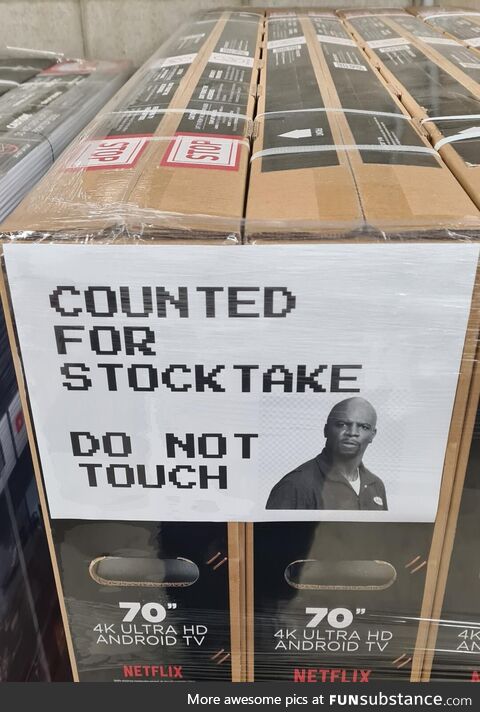 STOP
STOP
COUNTED
FOR
STOCKTAKE
DO NOT
TOUCH
70"
4K ULTRA HD
ANDROID TV
NETFLIX
70"
4K ULTRA HD
ANDROID TV
NETFLIX
4K
More awesome pics at FUNsubstance.com